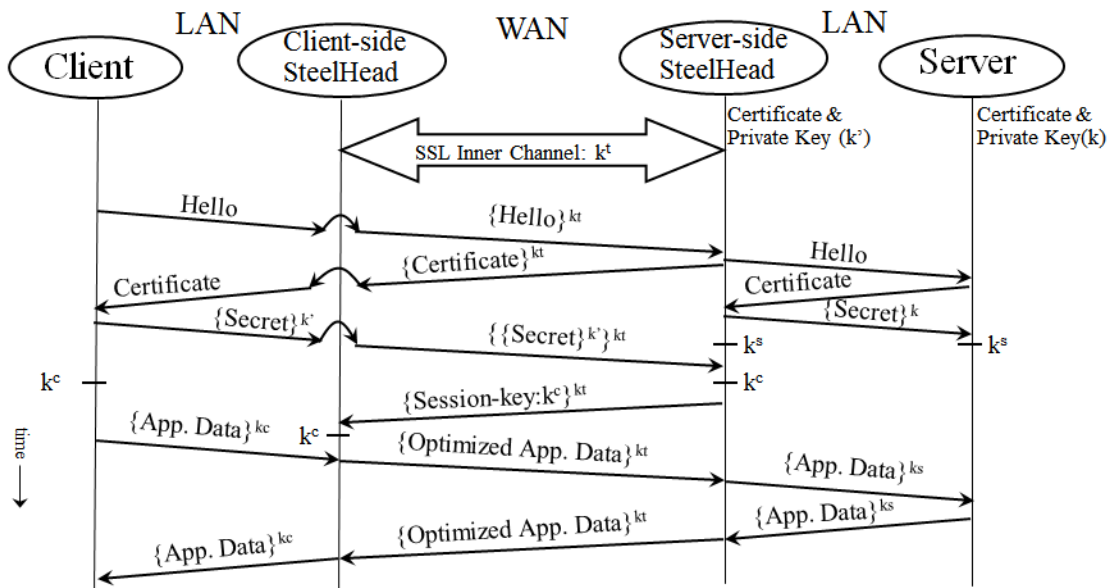 LAN
WAN
LAN
Client
Client-side
SteelHead
Server-side
SteelHead
Server
Certificate &
Private Key (k’)
Certificate &
Private Key(k)
SSL Inner Channel: kᵗ
Hello
{Hello}ᵏᵗ
Hello
{Certificate}ᵏᵗ
Certificate
Certificate
{Secret}ᵏ’
{Secret}ᵏ
{{Secret}ᵏ’}ᵏᵗ
kˢ
kˢ
kᶜ
kᶜ
{Session-key:kᶜ}ᵏᵗ
{App. Data}ᵏᶜ
kᶜ
{Optimized App. Data}ᵏᵗ
{App. Data}ᵏˢ
time
{App. Data}ᵏˢ
{Optimized App. Data}ᵏᵗ
{App. Data}ᵏᶜ